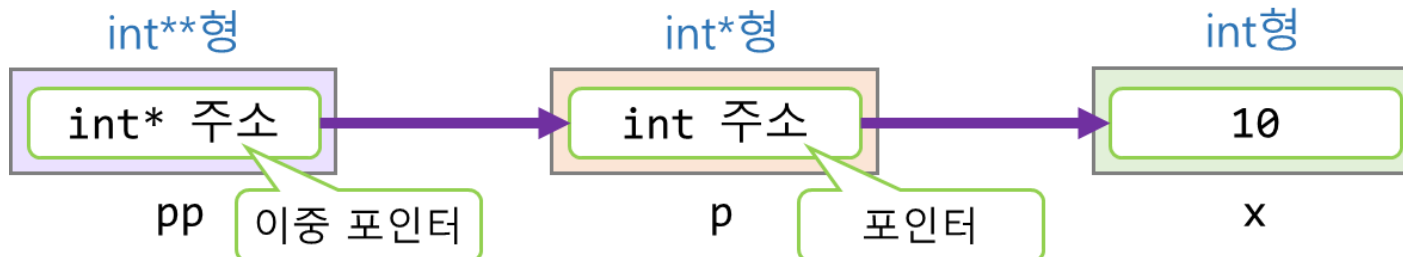 int**형
int*형
int형
int* 주소
int 주소
10
pp
이중 포인터
p
포인터
x